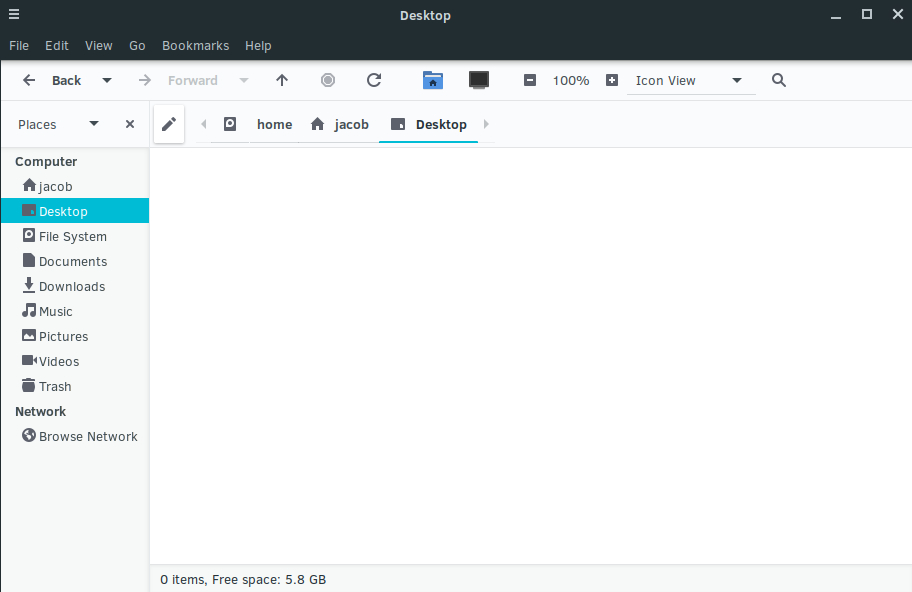 Desktop
File Edit View Go Bookmarks Help
Back Forward 100% Icon View
Places home jacob Desktop
Computer
jacob
Desktop
File System
Documents
Downloads
Music
Pictures
Videos
Trash
Network
Browse Network
0 items, Free space: 5.8 GB